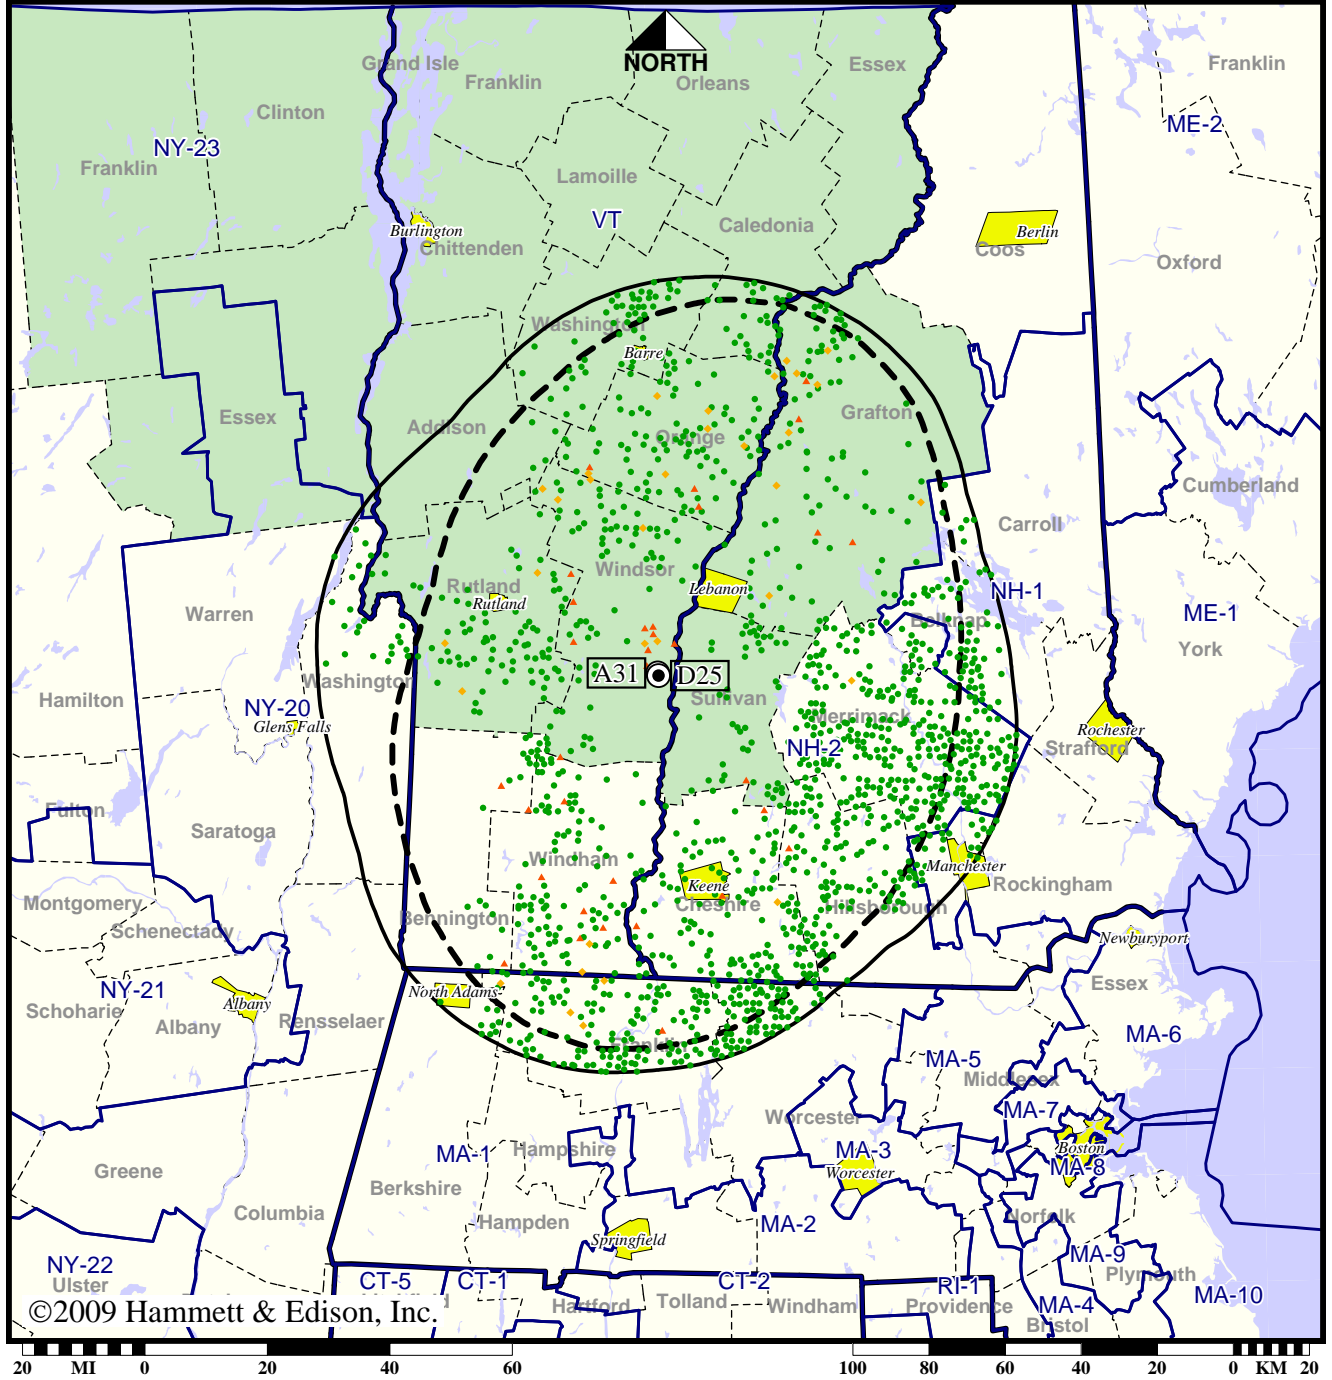 NORTH
Grand Isle
Franklin
Orleans
Essex
Franklin
Clinton
ME-2
NY-23
Franklin
Lamoille
VT
Caledonia
Burlington
Chittenden
Berlin
Coos
Oxford
Washington
Barre
Essex
Addison
Grafton
Orange
Cumberland
Carroll
Windsor
Rutland
Rutland
Lebanon
NH-1
Warren
Belknap
ME-1
York
A31
D25
Washington
Hamilton
Sullivan
NY-20
Glens Falls
Merrimack
Rochester
NH-2
Strafford
Fulton
Saratoga
Windham
Manchester
Keene
Rockingham
Montgomery
Cheshire
Hillsborough
Bennington
Schenectady
Newburyport
NY-21
North Adams
Essex
Albany
Schoharie
Albany
Rensselaer
MA-6
Franklin
MA-5
Middlesex
MA-7
Worcester
MA-1
Hampshire
MA-3
Boston
MA-8
Greene
Worcester
Berkshire
Columbia
Hampden
MA-2
Norfolk
Springfield
MA-9
NY-22
Ulster
CT-5
CT-1
CT-2
RI-1
Plymouth
MA-10
©2009 Hammett & Edison, Inc.
Hartford
Tolland
Windham
Providence
MA-4
Bristol
20 MI 0 20 40 60 100 80 60 40 20 0 KM 20